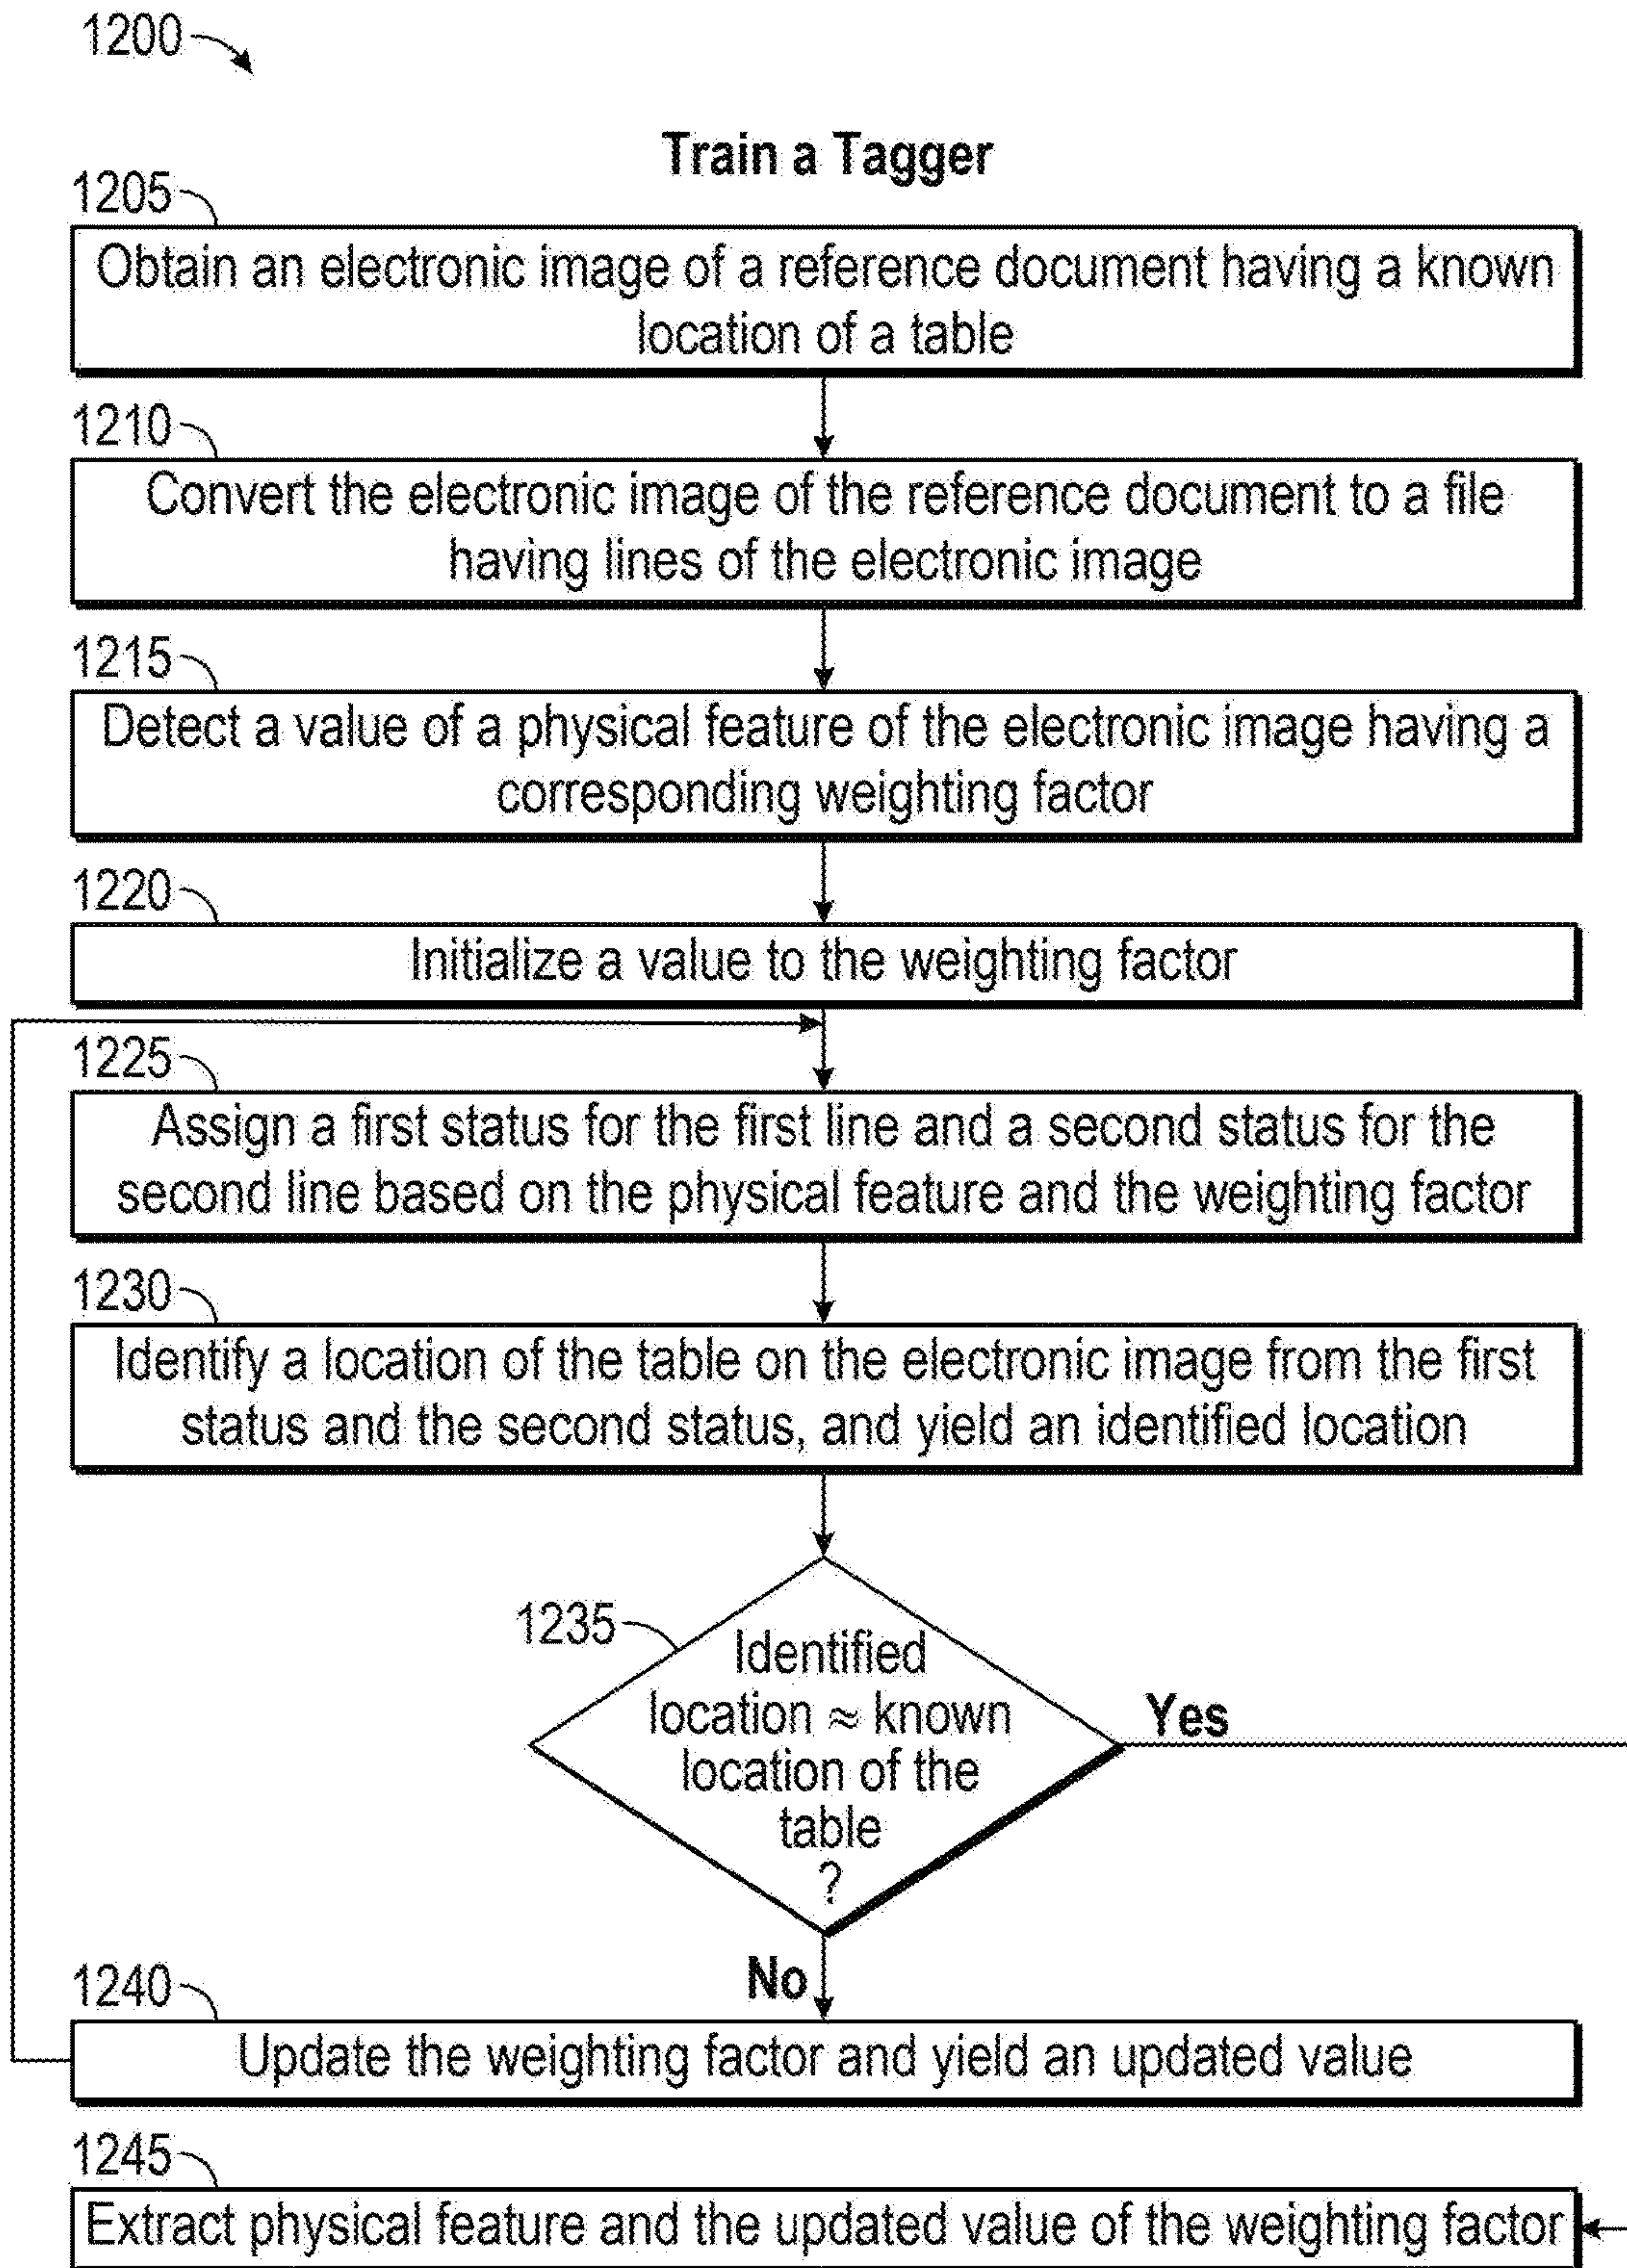 1200
Train a Tagger
1205
Obtain an electronic image of a reference document having a known
location of a table
1210
Convert the electronic image of the reference document to a file
having lines of the electronic image
1215
Detect a value of a physical feature of the electronic image having a
corresponding weighting factor
1220
Initialize a value to the weighting factor
1225
Assign a first status for the first line and a second status for the
second line based on the physical feature and the weighting factor
1230
Identify a location of the table on the electronic image from the first
status and the second status, and yield an identified location
1235
Identified
location ≈ known
location of the
table
?
Yes
No
1240
Update the weighting factor and yield an updated value
1245
Extract physical feature and the updated value of the weighting factor